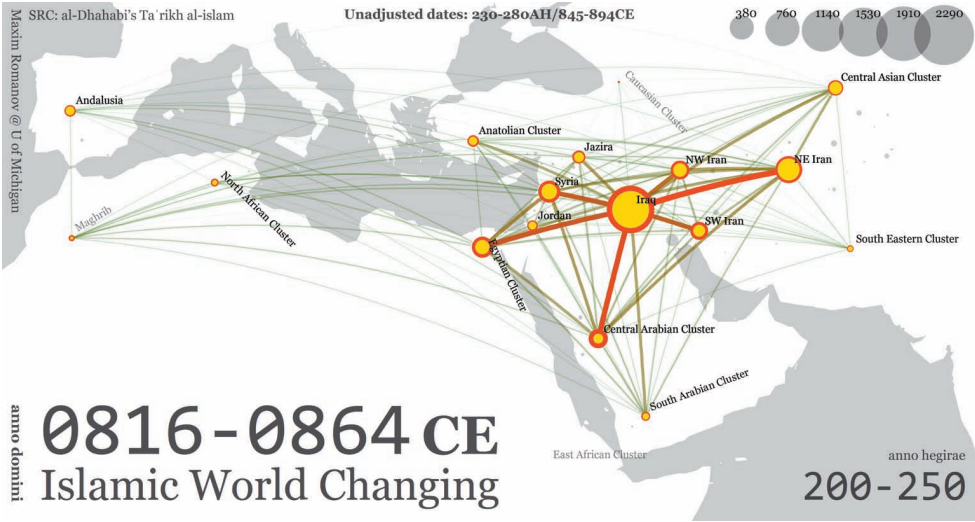 SRC: al-Dhahabi's Taʾrikh al-islam
Unadjusted dates: 230-280AH/845-894CE
380 760 1140 1530 1910 2290
Maxim Romanov @ U of Michigan
Central Asian Cluster
Caucasian Cluster
Andalusia
Anatolian Cluster
Jazira
NW Iran
NE Iran
North African Cluster
Syria
Iraq
Maghrib
Jordan
SW Iran
South Eastern Cluster
Egyptian Cluster
Central Arabian Cluster
South Arabian Cluster
East African Cluster
anno domini
0816-0864 CE
Islamic World Changing
anno hegirae
200-250